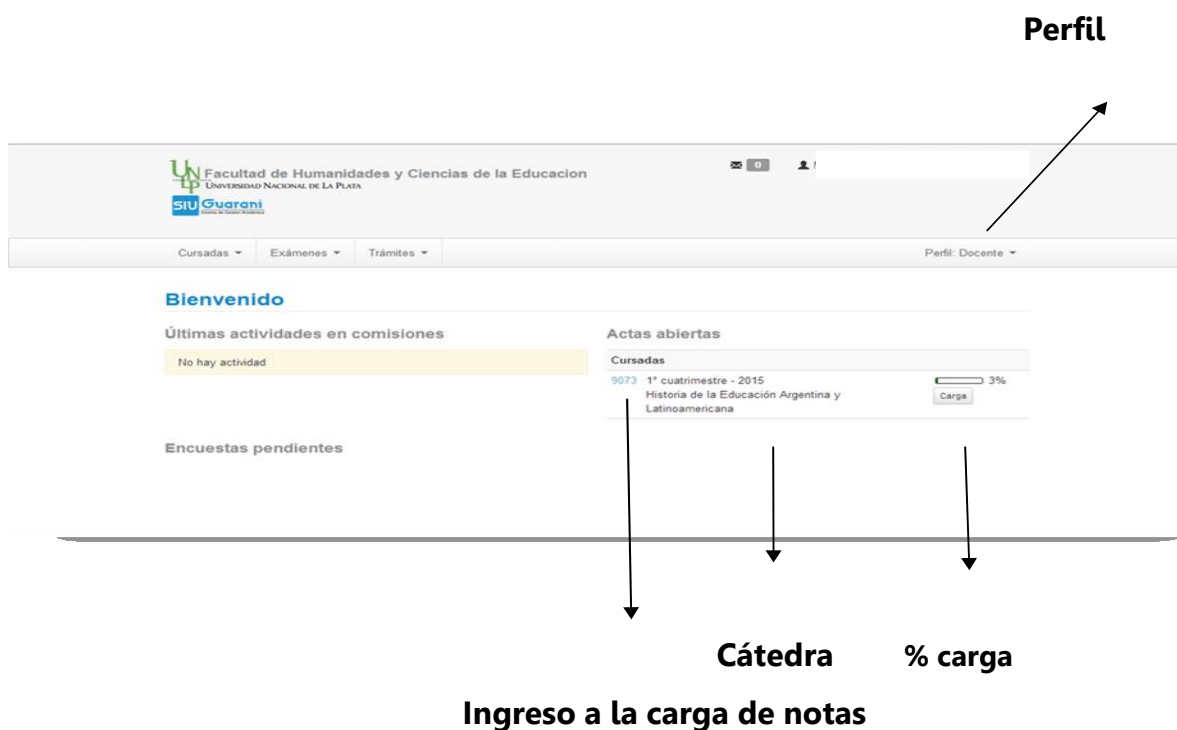 Perfil
Facultad de Humanidades y Ciencias de la Educacion
UNLP
UNIVERSIDAD NACIONAL DE LA PLATA
SIU Guaraní
0
Cursadas
Exámenes
Trámites
Perfil: Docente
Bienvenido
Últimas actividades en comisiones
Actas abiertas
No hay actividad
Cursadas
9073 1° cuatrimestre - 2015 3%
Historia de la Educación Argentina y
Carga
Latinoamericana
Encuestas pendientes
Cátedra
% carga
Ingreso a la carga de notas